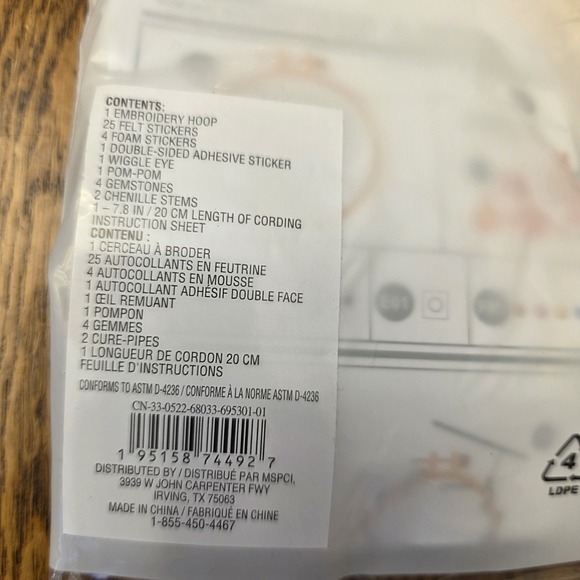 CONTENTS:
1 EMBROIDERY HOOP
25 FELT STICKERS
4 FOAM STICKERS
1 DOUBLE-SIDED ADHESIVE STICKER
1 WIGGLE EYE
1 POM-POM
4 GEMSTONES
2 CHENILLE STEMS
1 – 7.8 IN / 20 CM LENGTH OF CORDING
INSTRUCTION SHEET
CONTENU :
1 CERCEAU À BRODER
25 AUTOCOLLANTS EN FEUTRINE
4 AUTOCOLLANTS EN MOUSSE
1 AUTOCOLLANT ADHÉSIF DOUBLE FACE
1 ŒIL REMUANT
1 POMPON
4 GEMMES
2 CURE-PIPES
1 LONGUEUR DE CORDON 20 CM
FEUILLE D'INSTRUCTIONS
CONFORMS TO ASTM D-4236 / CONFORME À LA NORME ASTM D-4236
CN-33-0522-68033-695301-01
1 95158 74492 7
DISTRIBUTED BY / DISTRIBUÉ PAR MSPCI,
3939 W JOHN CARPENTER FWY
IRVING, TX 75063
MADE IN CHINA / FABRIQUÉ EN CHINE
1-855-450-4467
4
LDPE